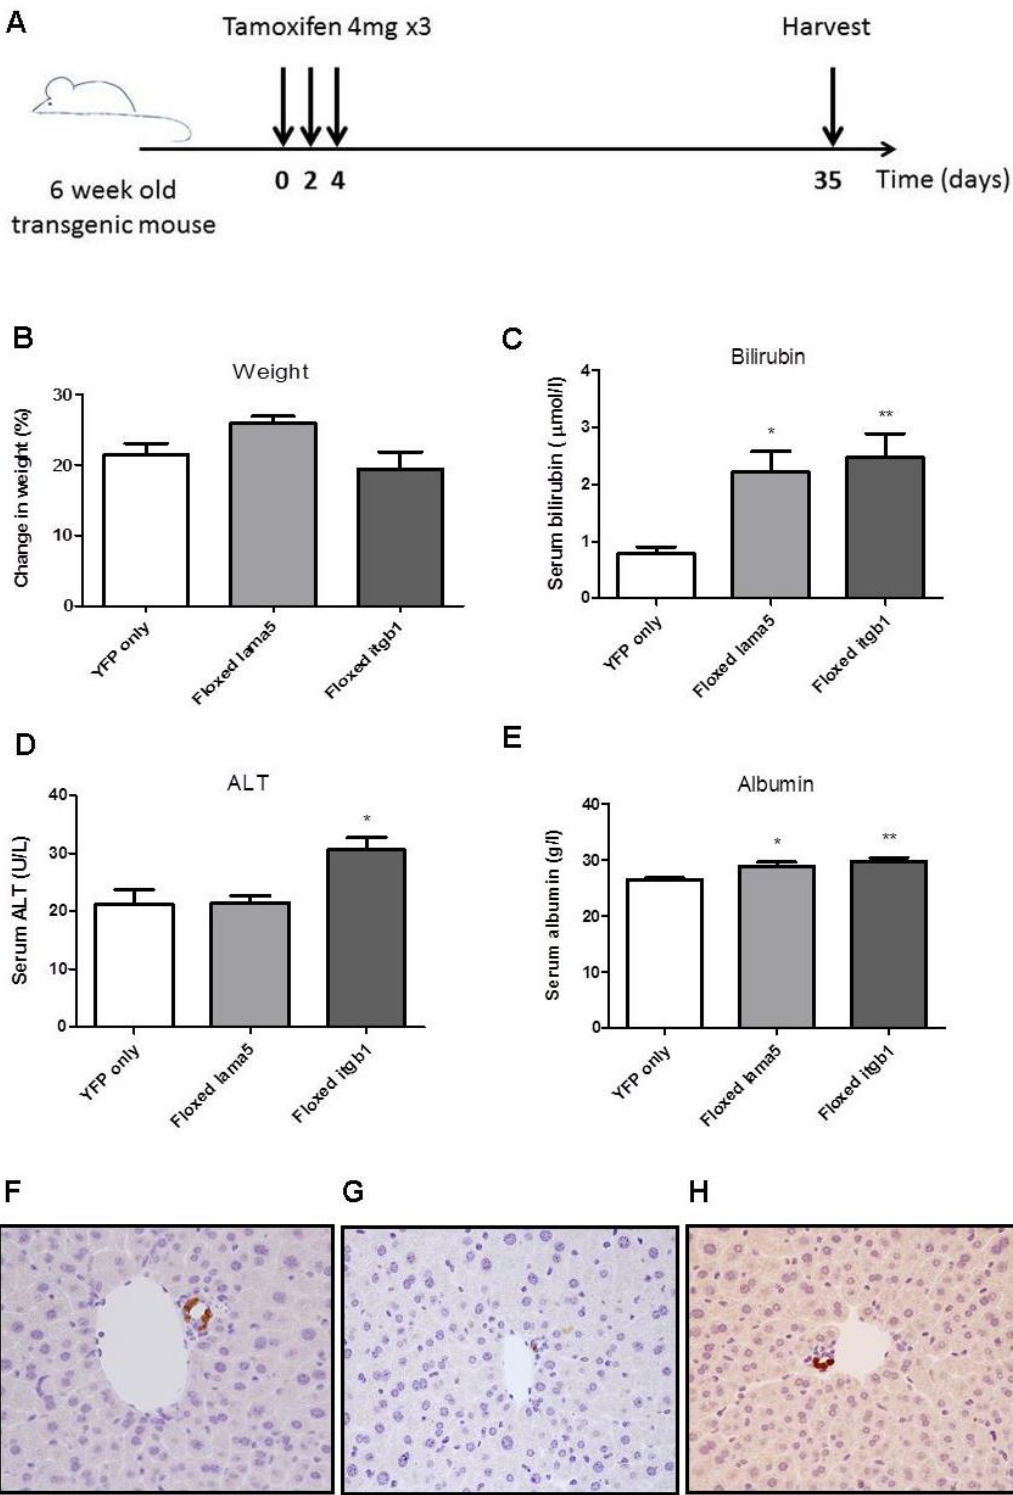 A
Tamoxifen 4mg x3
Harvest
0 2 4
35
Time (days)
6 week old
transgenic mouse
B
Weight
Change in weight (%)
30
20
10
0
YFP only
Floxed lama5
Floxed itgb1
C
Bilirubin
Serum bilirubin ( μmol/l)
4
3
2
1
0
*
**
YFP only
Floxed lama5
Floxed itgb1
D
ALT
Serum ALT (U/L)
40
30
20
10
0
*
YFP only
Floxed lama5
Floxed itgb1
E
Albumin
Serum albumin (g/l)
40
30
20
10
0
*
**
YFP only
Floxed lama5
Floxed itgb1
F
G
H